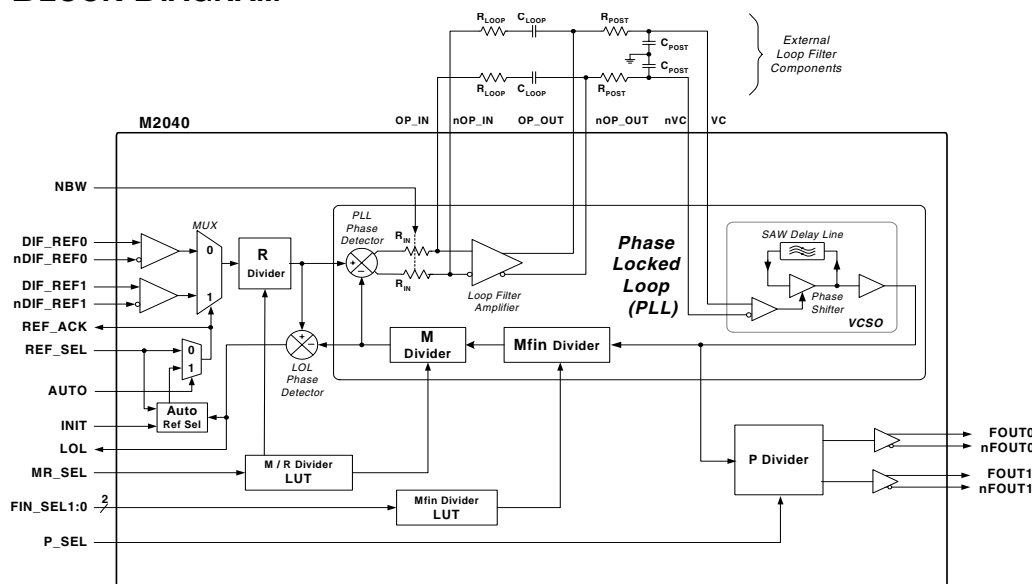 BLOCK DIAGRAM
RLOOP CLOOP RPOST
CPOST
CPOST
RLOOP CLOOP RPOST
External
Loop Filter
Components
OP_IN nOP_IN OP_OUT nOP_OUT nVC VC
M2040
NBW
DIF_REF0
nDIF_REF0
DIF_REF1
nDIF_REF1
REF_ACK
REF_SEL
AUTO
INIT
LOL
MR_SEL
FIN_SEL1:0
2
P_SEL
MUX
0
1
0
1
Auto
Ref Sel
R
Divider
PLL
Phase
Detector
+
−
RIN
RIN
Loop Filter
Amplifier
Phase
Locked
Loop
(PLL)
SAW Delay Line
Phase
Shifter
VCSO
+
−
LOL
Phase
Detector
M
Divider
Mfin Divider
M / R Divider
LUT
Mfin Divider
LUT
P Divider
FOUT0
nFOUT0
FOUT1
nFOUT1